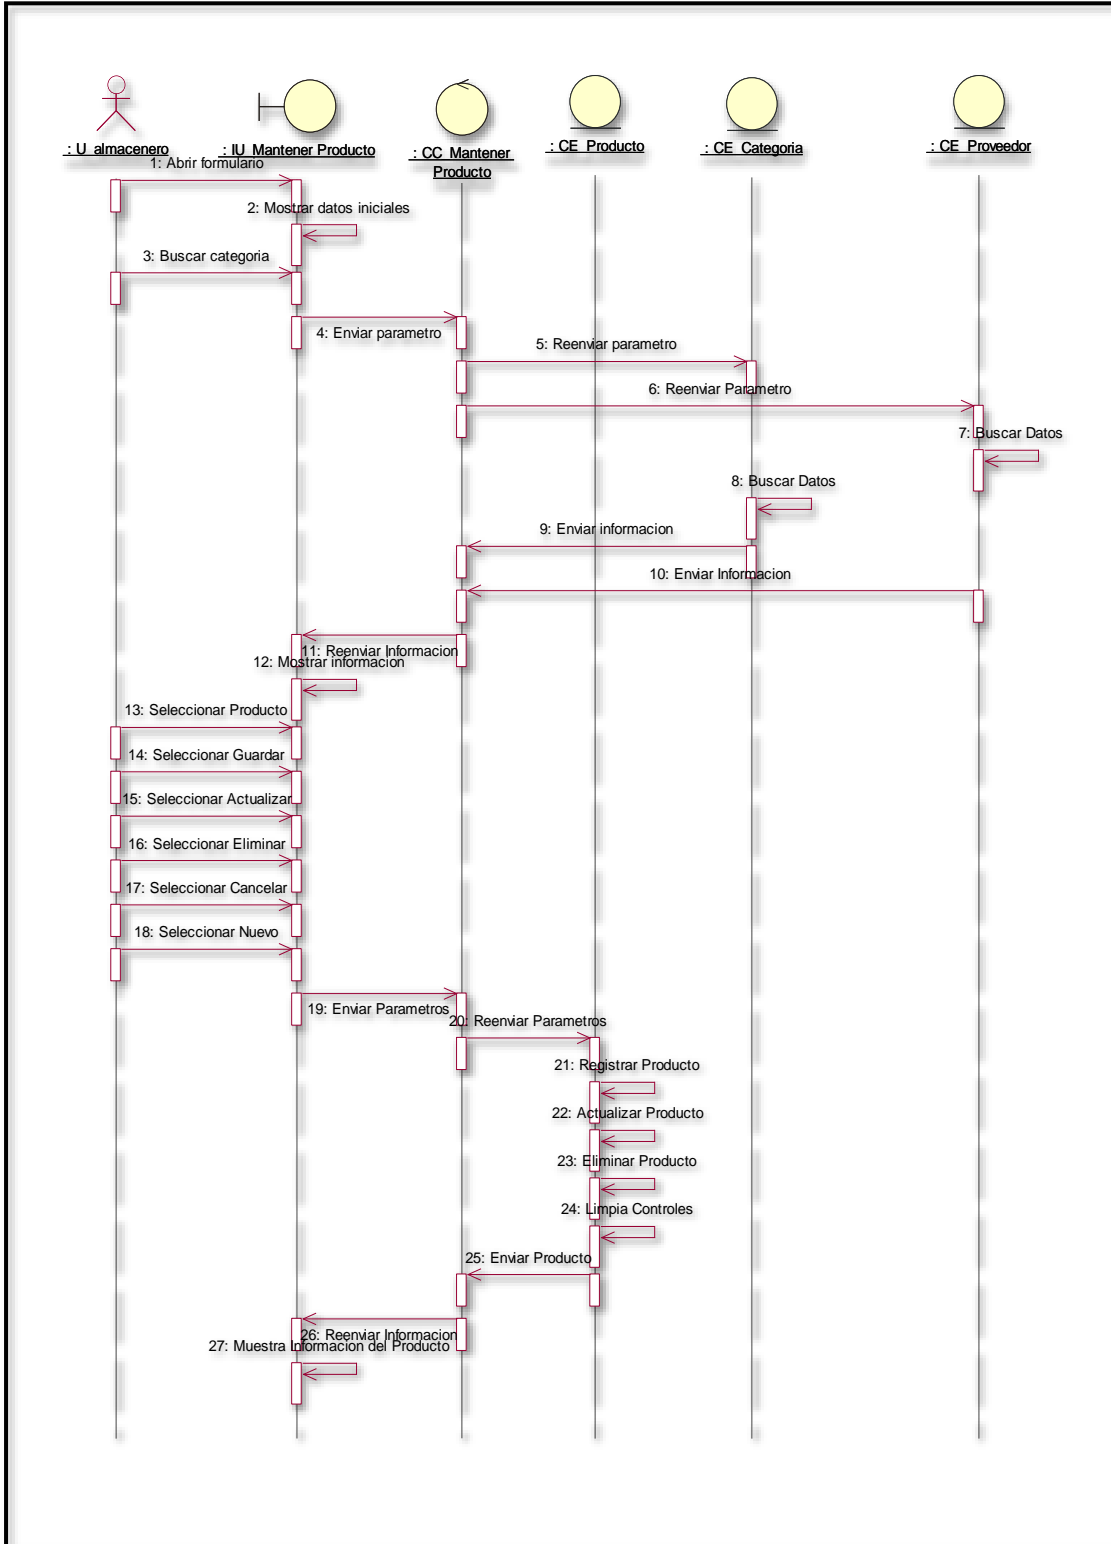 : U_almacenero
: IU_Mantener Producto
: CC_Mantener
Producto
: CE_Producto
: CE_Categoria
: CE_Proveedor
1: Abrir formulario
2: Mostrar datos iniciales
3: Buscar categoria
4: Enviar parametro
5: Reenviar parametro
6: Reenviar Parametro
7: Buscar Datos
8: Buscar Datos
9: Enviar informacion
10: Enviar Informacion
11: Reenviar Informacion
12: Mostrar informacion
13: Seleccionar Producto
14: Seleccionar Guardar
15: Seleccionar Actualizar
16: Seleccionar Eliminar
17: Seleccionar Cancelar
18: Seleccionar Nuevo
19: Enviar Parametros
20: Reenviar Parametros
21: Registrar Producto
22: Actualizar Producto
23: Eliminar Producto
24: Limpia Controles
25: Enviar Producto
26: Reenviar Informacion
27: Muestra Informacion del Producto